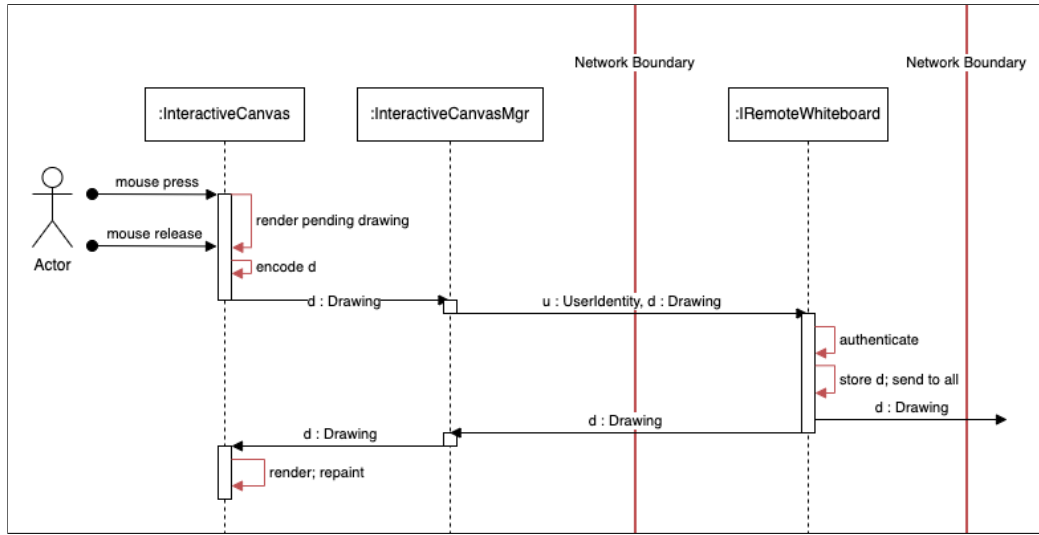 Network Boundary
Network Boundary
:InteractiveCanvas
:InteractiveCanvasMgr
:IRemoteWhiteboard
mouse press
render pending drawing
mouse release
Actor
encode d
d : Drawing
u : UserIdentity, d : Drawing
authenticate
store d; send to all
d : Drawing
d : Drawing
d : Drawing
render; repaint